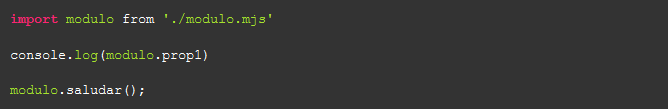 import modulo from './modulo.mjs'
console.log(modulo.prop1)
modulo.saludar();